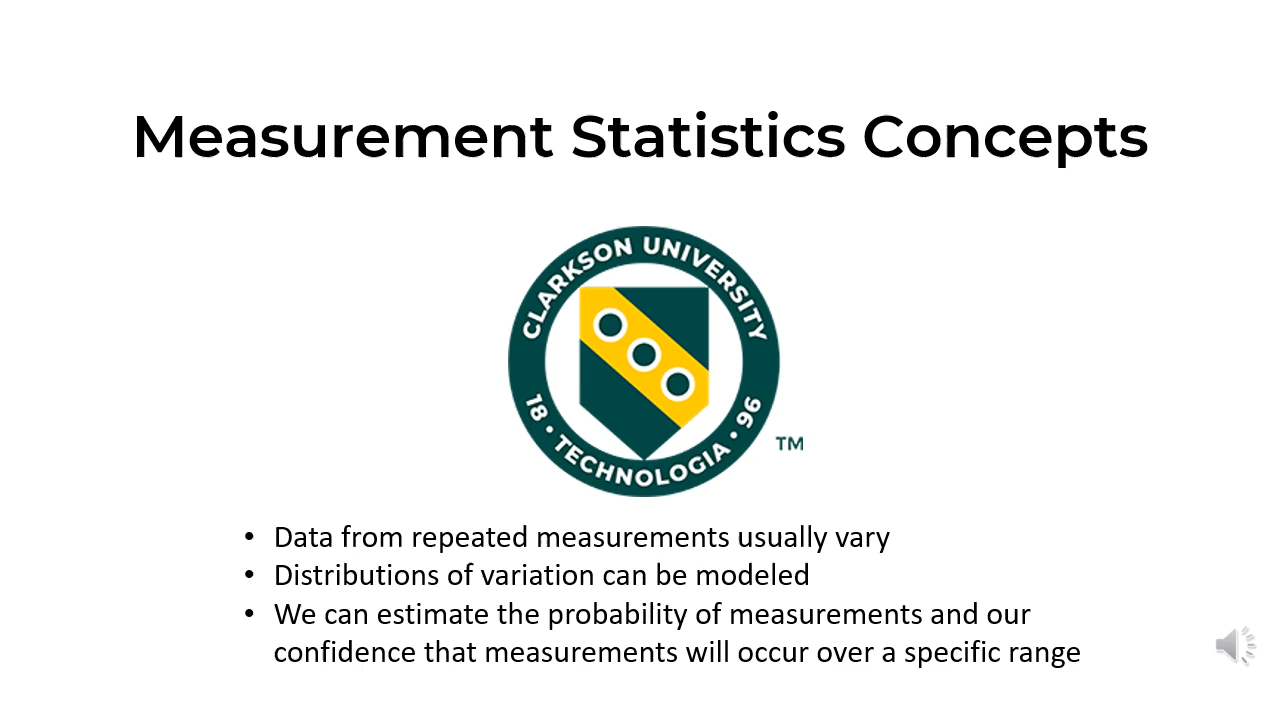 Measurement Statistics Concepts
CLARKSON UNIVERSITY
18 • TECHNOLOGIA • 96
TM
• Data from repeated measurements usually vary
• Distributions of variation can be modeled
• We can estimate the probability of measurements and our
confidence that measurements will occur over a specific range